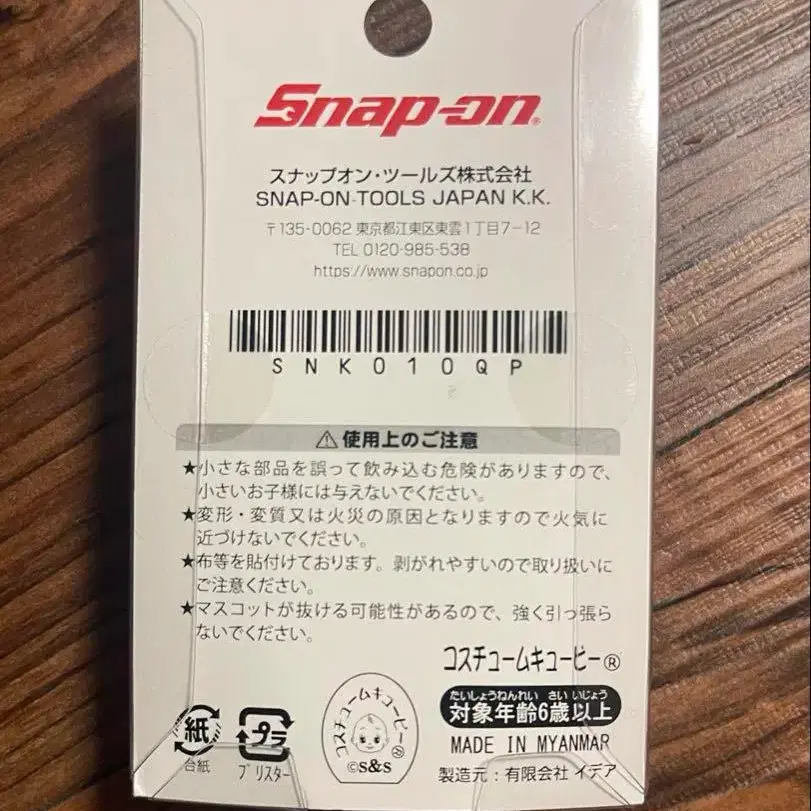 Snap-on®
スナップオン・ツールズ株式会社
SNAP-ON TOOLS JAPAN K.K.
〒135-0062 東京都江東区東雲1丁目7-12
TEL 0120-985-538
https://www.snapon.co.jp
SNK010QP
⚠使用上のご注意
★小さな部品を誤って飲み込む危険がありますので、
小さいお子様には与えないでください。
★変形・変質又は火災の原因となりますので火気に
近づけないでください。
★布等を貼付けております。剥がれやすいので取り扱いに
ご注意ください。
★マスコットが抜ける可能性があるので、強く引っ張ら
ないでください。
コスチュームキューピー®
たいしょうねんれい さい いじょう
対象年齢6歳以上
MADE IN MYANMAR
製造元:有限会社 イデア
紙
台紙
プラ
ブリスター
コスチュームキューピー®
©S&S